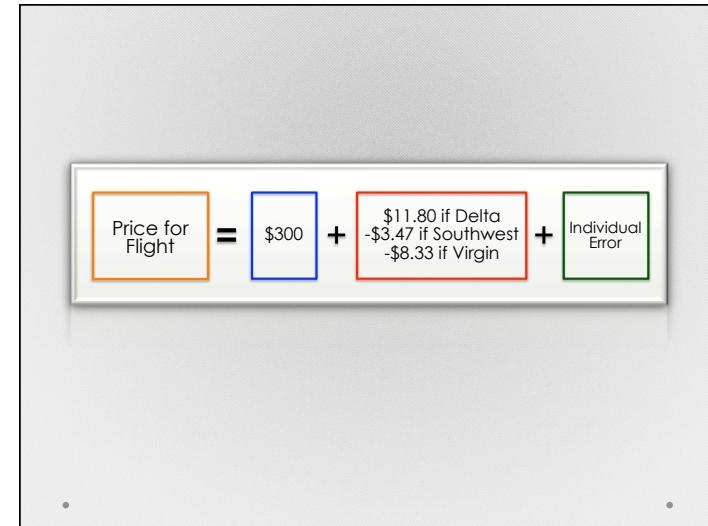 Price for
Flight
=
$300
+
$11.80 if Delta
-$3.47 if Southwest
-$8.33 if Virgin
+
Individual
Error